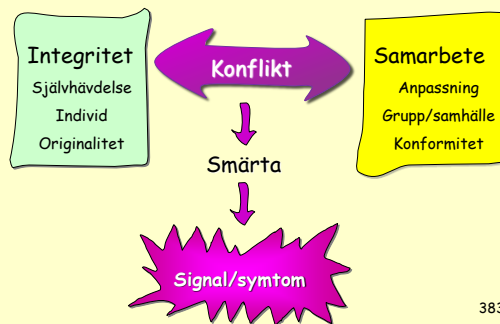 Integritet
Självhävdelse
Individ
Originalitet
Konflikt
Samarbete
Anpassning
Grupp/samhälle
Konformitet
Smärta
Signal/symtom
383